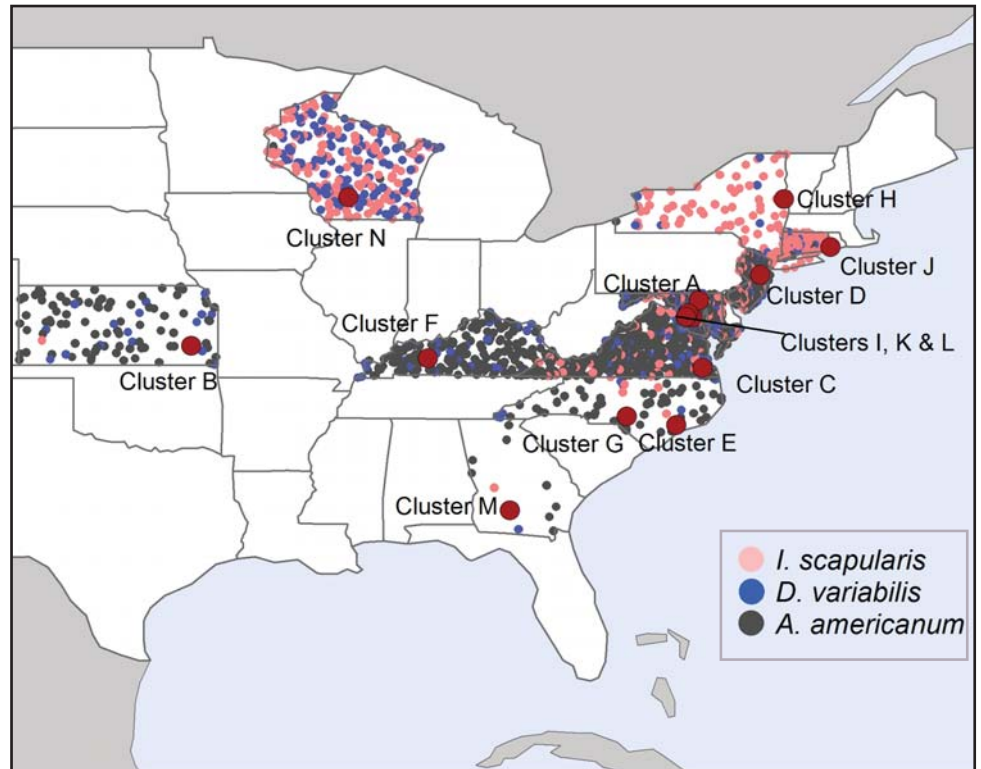 Cluster H
Cluster N
Cluster J
Cluster A
Cluster D
Cluster F
Clusters I, K & L
Cluster B
Cluster C
Cluster G
Cluster E
Cluster M
I. scapularis
D. variabilis
A. americanum